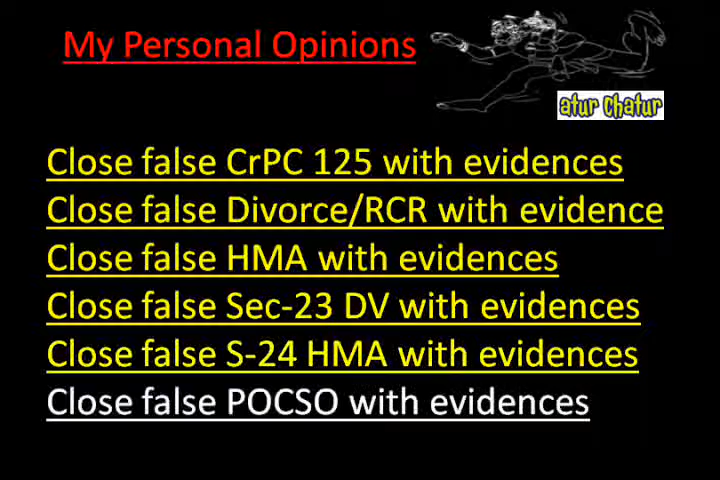 My Personal Opinions
atur Chatur
Close false CrPC 125 with evidences
Close false Divorce/RCR with evidence
Close false HMA with evidences
Close false Sec-23 DV with evidences
Close false S-24 HMA with evidences
Close false POCSO with evidences